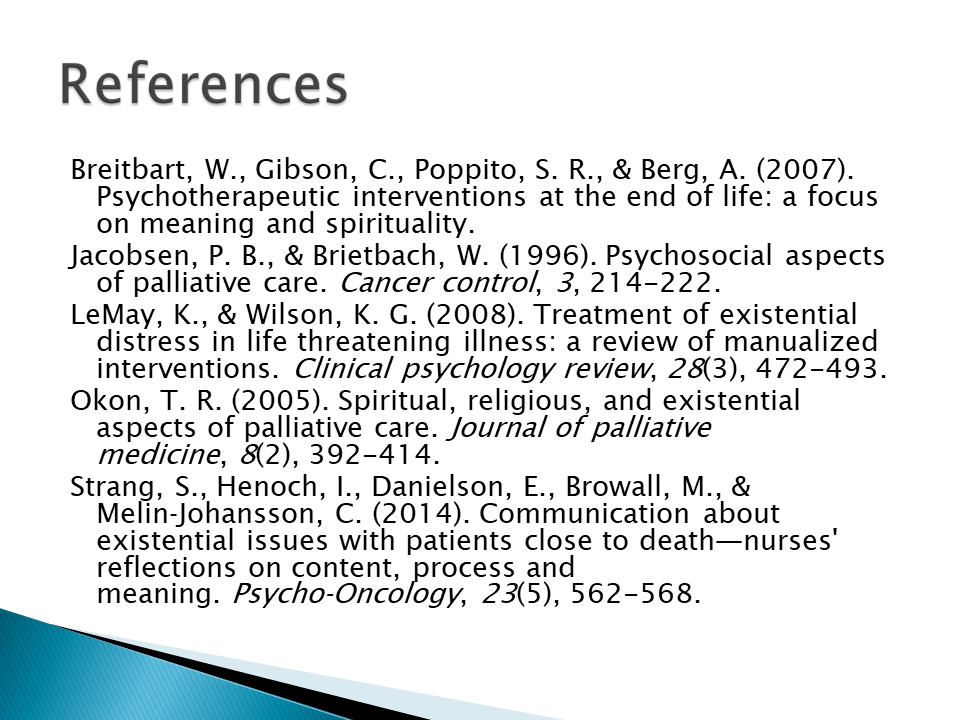 References
Breitbart, W., Gibson, C., Poppito, S. R., & Berg, A. (2007).
Psychotherapeutic interventions at the end of life: a focus
on meaning and spirituality.
Jacobsen, P. B., & Brietbach, W. (1996). Psychosocial aspects
of palliative care. Cancer control, 3, 214-222.
LeMay, K., & Wilson, K. G. (2008). Treatment of existential
distress in life threatening illness: a review of manualized
interventions. Clinical psychology review, 28(3), 472-493.
Okon, T. R. (2005). Spiritual, religious, and existential
aspects of palliative care. Journal of palliative
medicine, 8(2), 392-414.
Strang, S., Henoch, I., Danielson, E., Browall, M., &
Melin-Johansson, C. (2014). Communication about
existential issues with patients close to death—nurses'
reflections on content, process and
meaning. Psycho-Oncology, 23(5), 562-568.